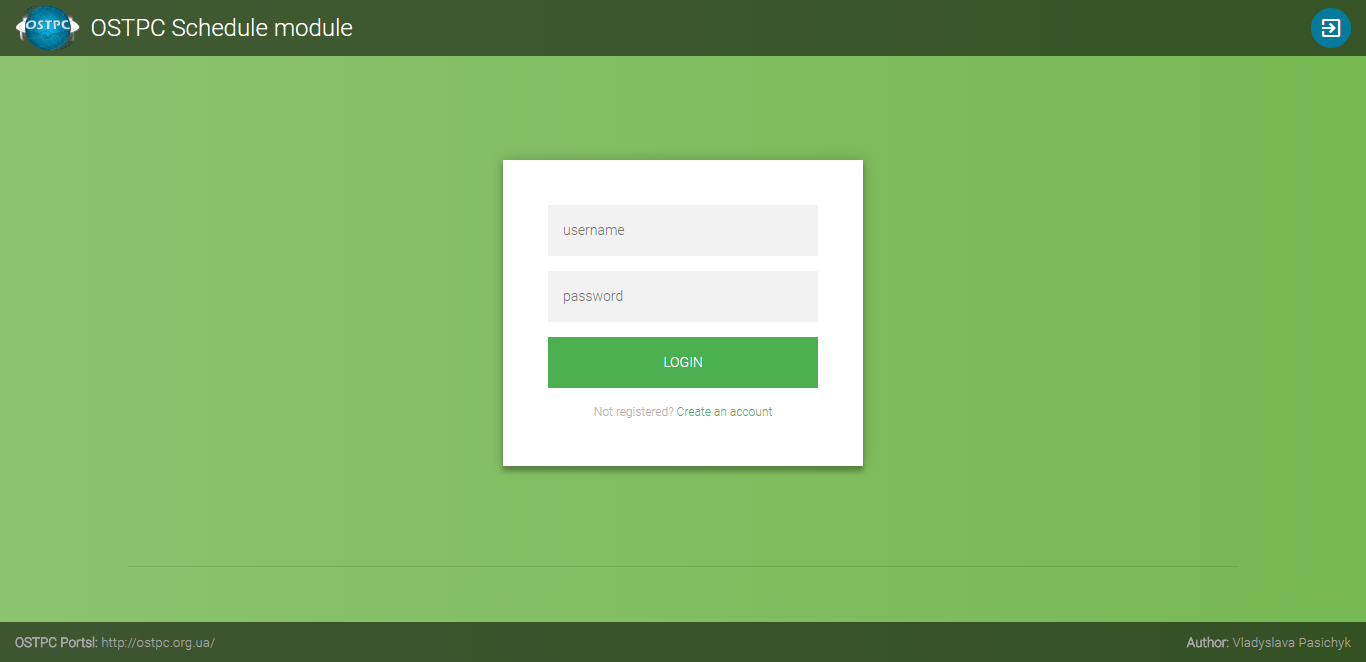 OSTPC
OSTPC Schedule module
username
password
LOGIN
Not registered? Create an account
OSTPC Portsl: http://ostpc.org.ua/
Author: Vladyslava Pasichyk